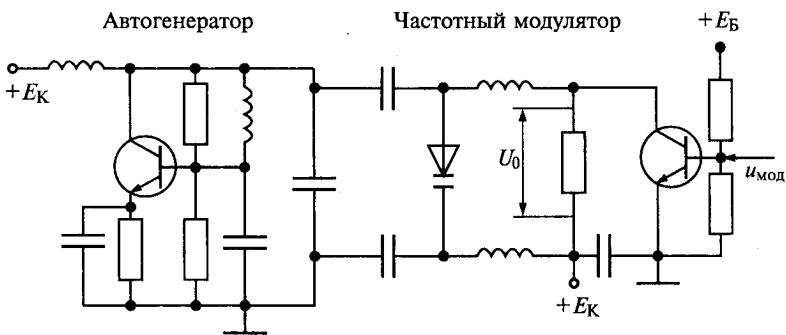 Автогенератор
Частотный модулятор
+E_Б
+E_К
U_0
u_мод
+E_К